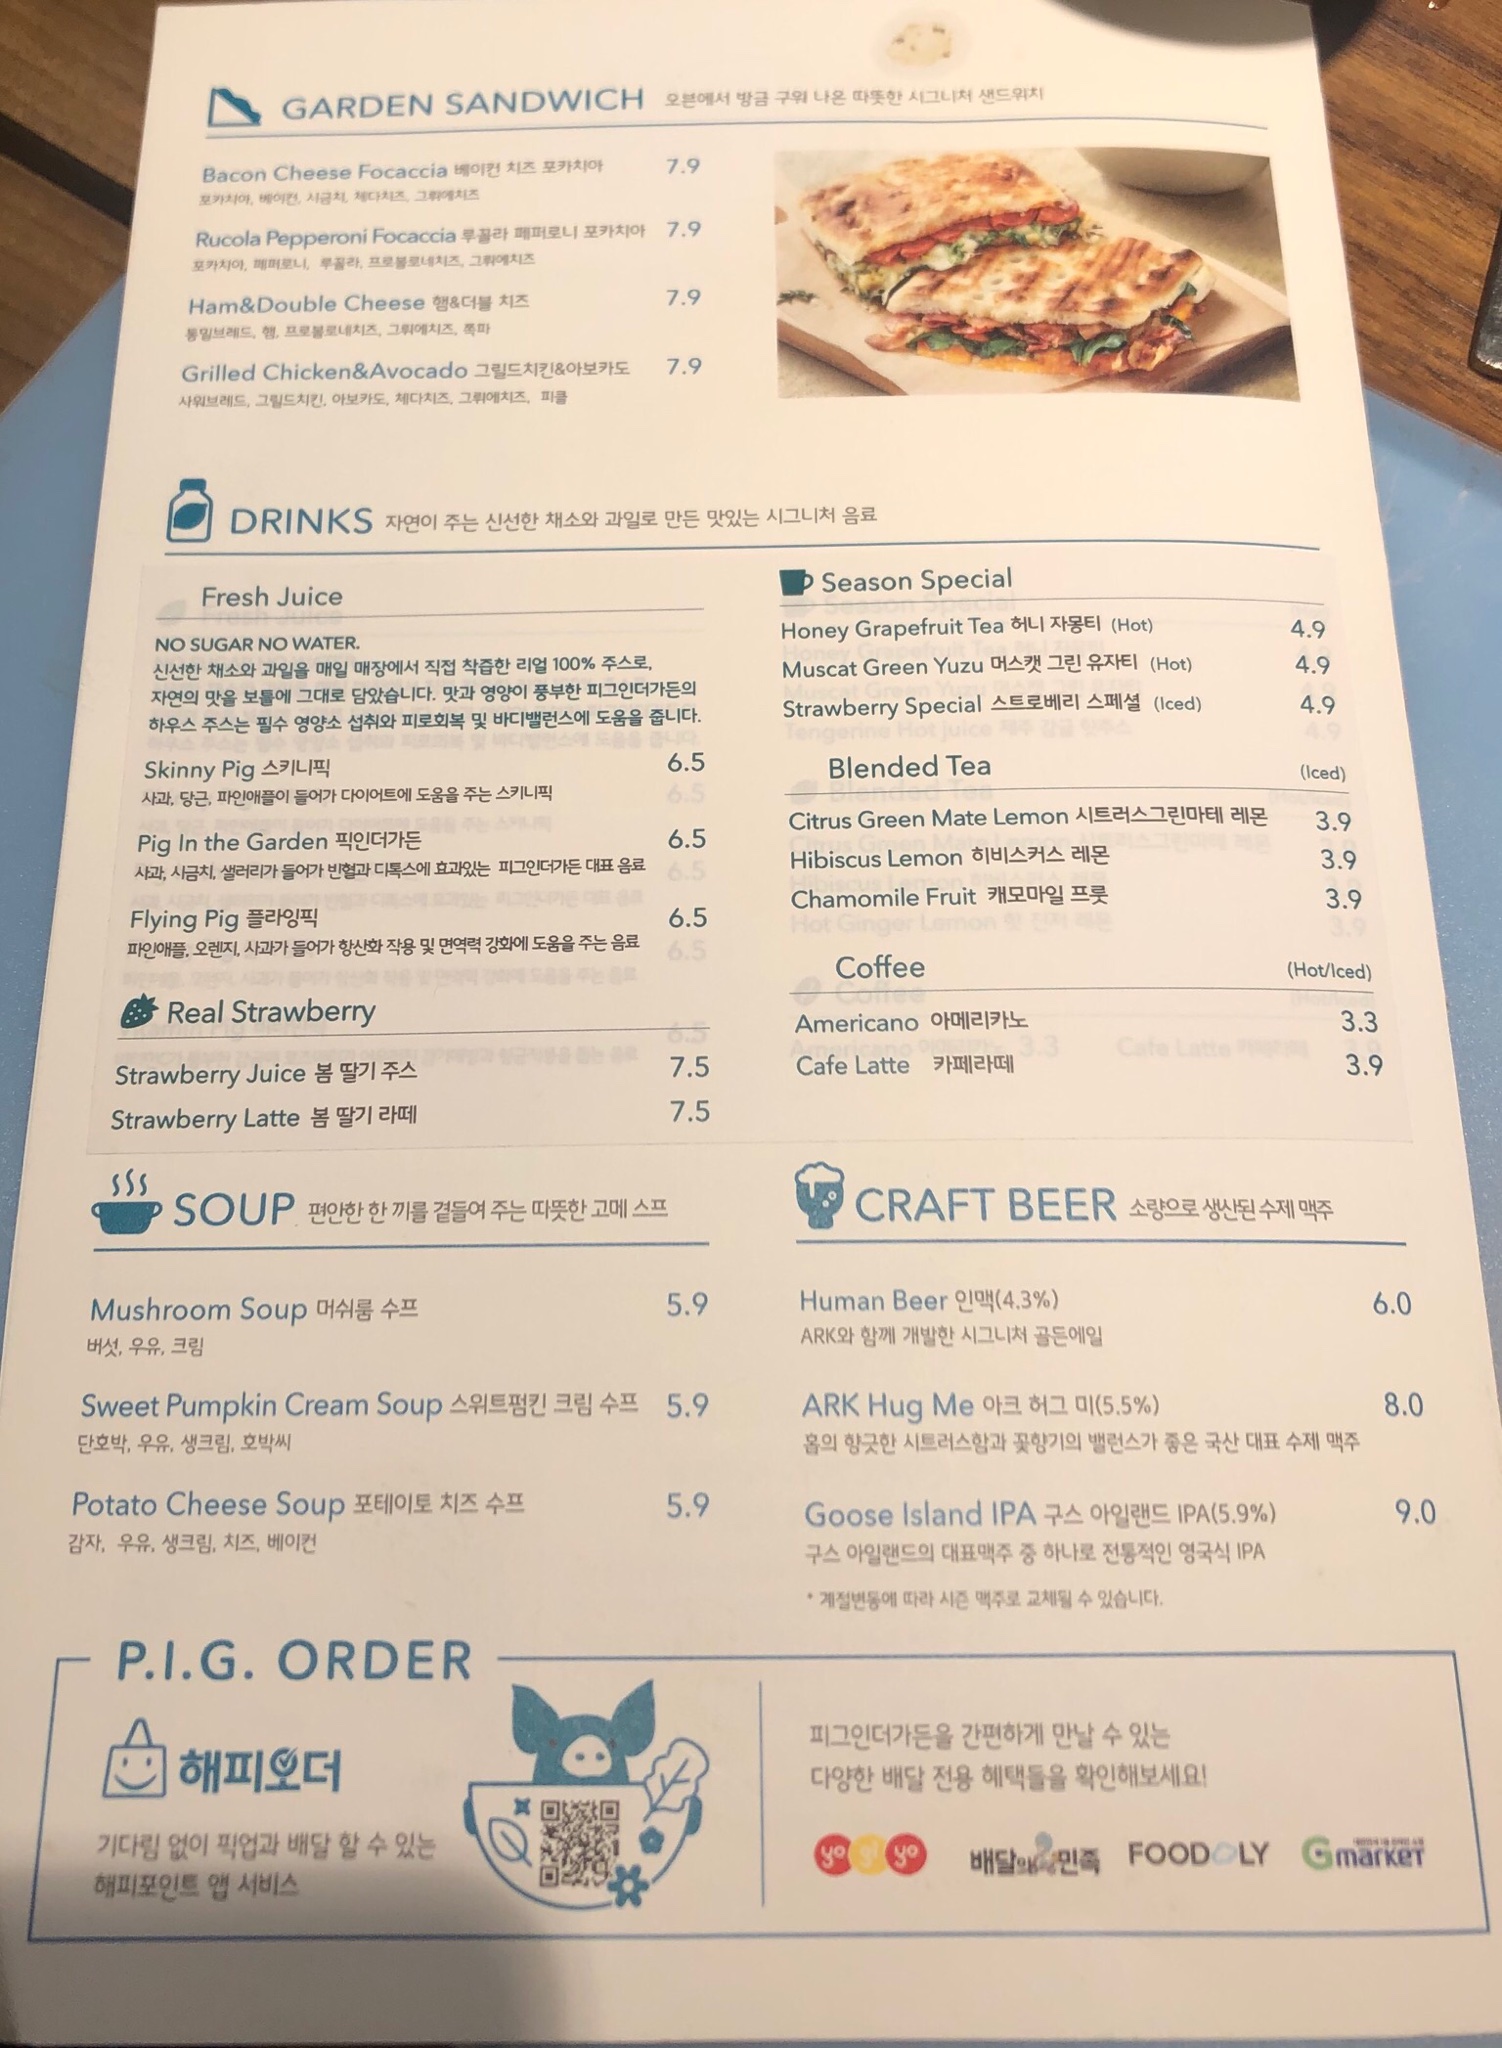 GARDEN SANDWICH 오븐에서 방금 구워 나온 따뜻한 시그니처 샌드위치
Bacon Cheese Focaccia 베이컨 치즈 포카치아 7.9
포카치아, 베이컨, 시금치, 체다치즈, 그뤼에치즈
Rucola Pepperoni Focaccia 루꼴라 페퍼로니 포카치아 7.9
포카치아, 페퍼로니, 루꼴라, 프로볼로네치즈, 그뤼에치즈
Ham&Double Cheese 햄&더블 치즈 7.9
통밀브레드, 햄, 프로볼로네치즈, 그뤼에치즈, 쪽파
Grilled Chicken&Avocado 그릴드치킨&아보카도 7.9
사워브레드, 그릴드치킨, 아보카도, 체다치즈, 그뤼에치즈, 피클
DRINKS 자연이 주는 신선한 채소와 과일로 만든 맛있는 시그니처 음료
Fresh Juice
NO SUGAR NO WATER.
신선한 채소와 과일을 매일 매장에서 직접 착즙한 리얼 100% 주스로,
자연의 맛을 보틀에 그대로 담았습니다. 맛과 영양이 풍부한 피그인더가든의
하우스 주스는 필수 영양소 섭취와 피로회복 및 바디밸런스에 도움을 줍니다.
Skinny Pig 스키니픽 6.5
사과, 당근, 파인애플이 들어가 다이어트에 도움을 주는 스키니픽
Pig In the Garden 픽인더가든 6.5
사과, 시금치, 샐러리가 들어가 빈혈과 디톡스에 효과있는 피그인더가든 대표 음료
Flying Pig 플라잉픽 6.5
파인애플, 오렌지, 사과가 들어가 항산화 작용 및 면역력 강화에 도움을 주는 음료
Real Strawberry
Strawberry Juice 봄 딸기 주스 7.5
Strawberry Latte 봄 딸기 라떼 7.5
Season Special
Honey Grapefruit Tea 허니 자몽티 (Hot) 4.9
Muscat Green Yuzu 머스캣 그린 유자티 (Hot) 4.9
Strawberry Special 스트로베리 스페셜 (Iced) 4.9
Tengerine Hot juice 제주 감귤 핫주스 4.9
Blended Tea (Iced)
Citrus Green Mate Lemon 시트러스그린마테 레몬 3.9
Hibiscus Lemon 히비스커스 레몬 3.9
Chamomile Fruit 캐모마일 프룻 3.9
Hot Ginger Lemon 핫 진저 레몬 3.9
Coffee (Hot/Iced)
Americano 아메리카노 3.3
Cafe Latte 카페라떼 3.9
SOUP 편안한 한 끼를 곁들여 주는 따뜻한 고메 스프
Mushroom Soup 머쉬룸 수프 5.9
버섯, 우유, 크림
Sweet Pumpkin Cream Soup 스위트펌킨 크림 수프 5.9
단호박, 우유, 생크림, 호박씨
Potato Cheese Soup 포테이토 치즈 수프 5.9
감자, 우유, 생크림, 치즈, 베이컨
CRAFT BEER 소량으로 생산된 수제 맥주
Human Beer 인맥(4.3%) 6.0
ARK와 함께 개발한 시그니처 골든에일
ARK Hug Me 아크 허그 미(5.5%) 8.0
홉의 향긋한 시트러스함과 꽃향기의 밸런스가 좋은 국산 대표 수제 맥주
Goose Island IPA 구스 아일랜드 IPA(5.9%) 9.0
구스 아일랜드의 대표맥주 중 하나로 전통적인 영국식 IPA
* 계절변동에 따라 시즌 맥주로 교체될 수 있습니다.
P.I.G. ORDER
해피오더
기다림 없이 픽업과 배달 할 수 있는
해피포인트 앱 서비스
피그인더가든을 간편하게 만날 수 있는
다양한 배달 전용 혜택들을 확인해보세요!
yo gi yo 배달의민족 FOODOLY Gmarket